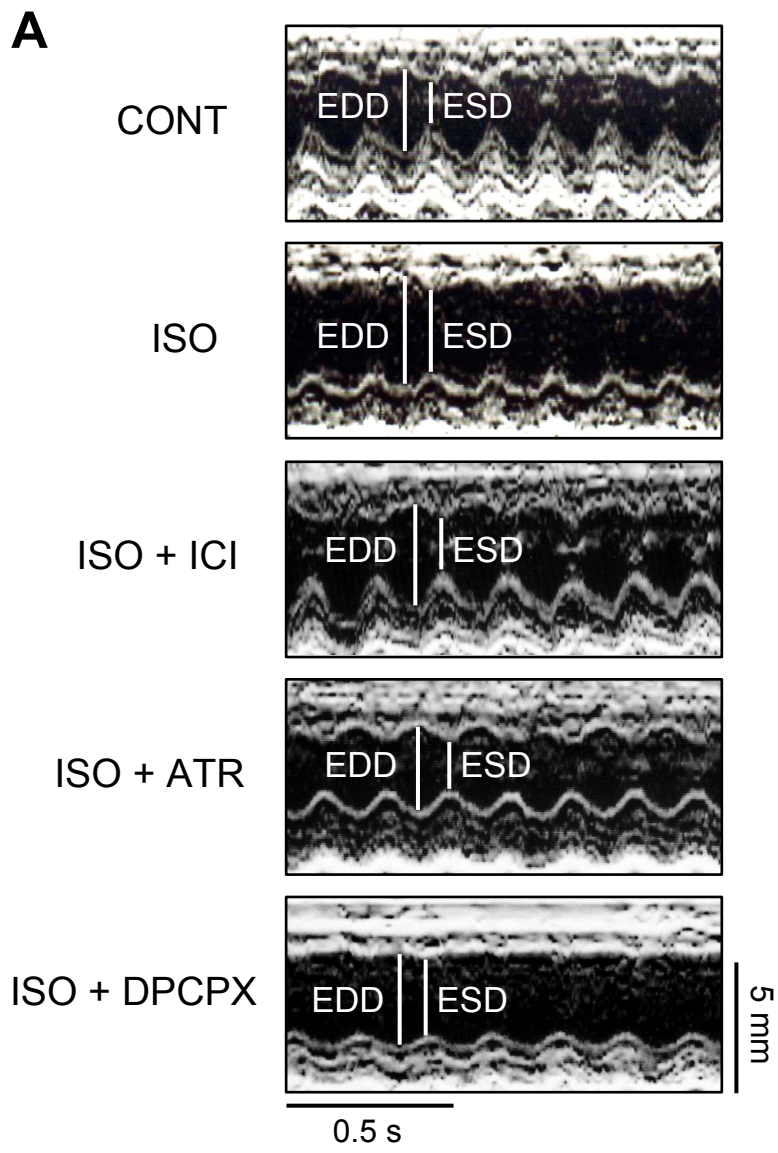 A
CONT
EDD
ESD
ISO
EDD
ESD
ISO + ICI
EDD
ESD
ISO + ATR
EDD
ESD
ISO + DPCPX
EDD
ESD
5 mm
0.5 s